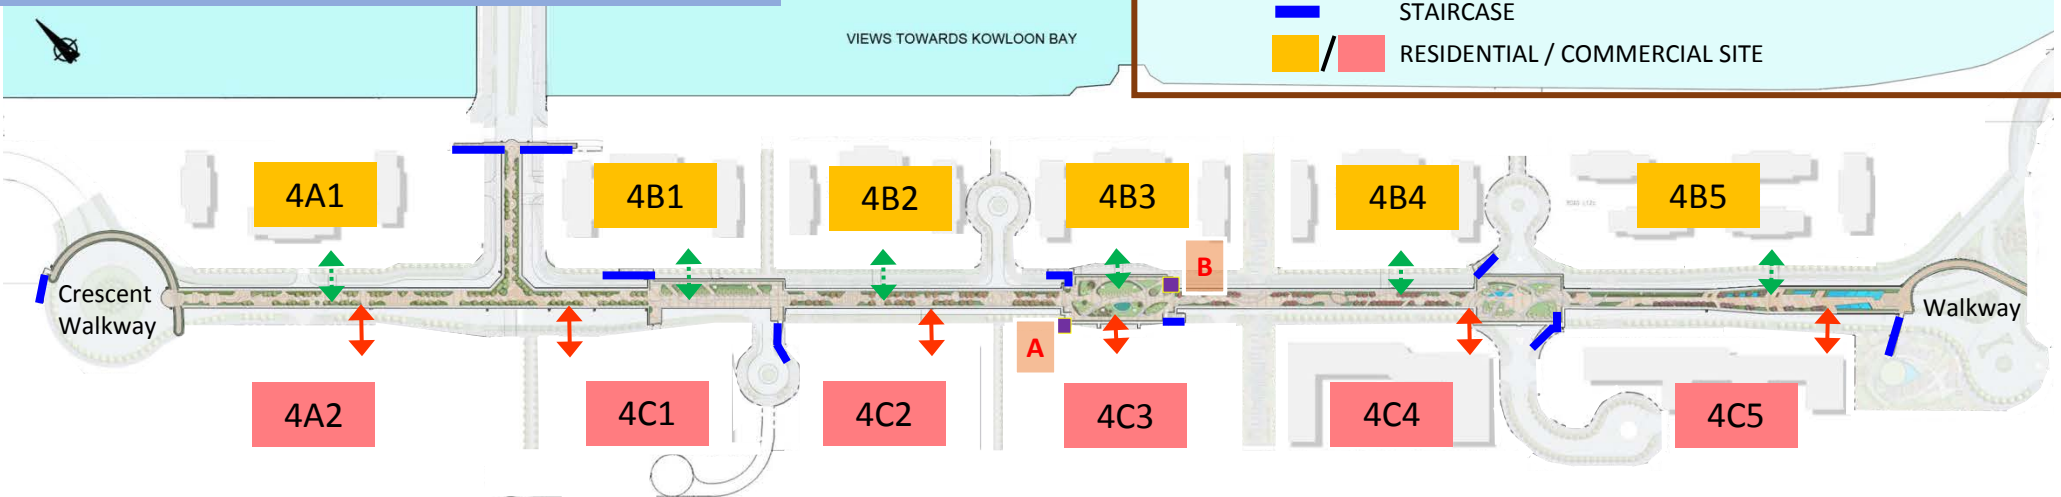 STAIRCASE
VIEWS TOWARDS KOWLOON BAY
/ RESIDENTIAL / COMMERCIAL SITE
4A1
4B1
4B2
4B3
4B4
4B5
B
Crescent
Walkway
Walkway
A
4A2
4C1
4C2
4C3
4C4
4C5